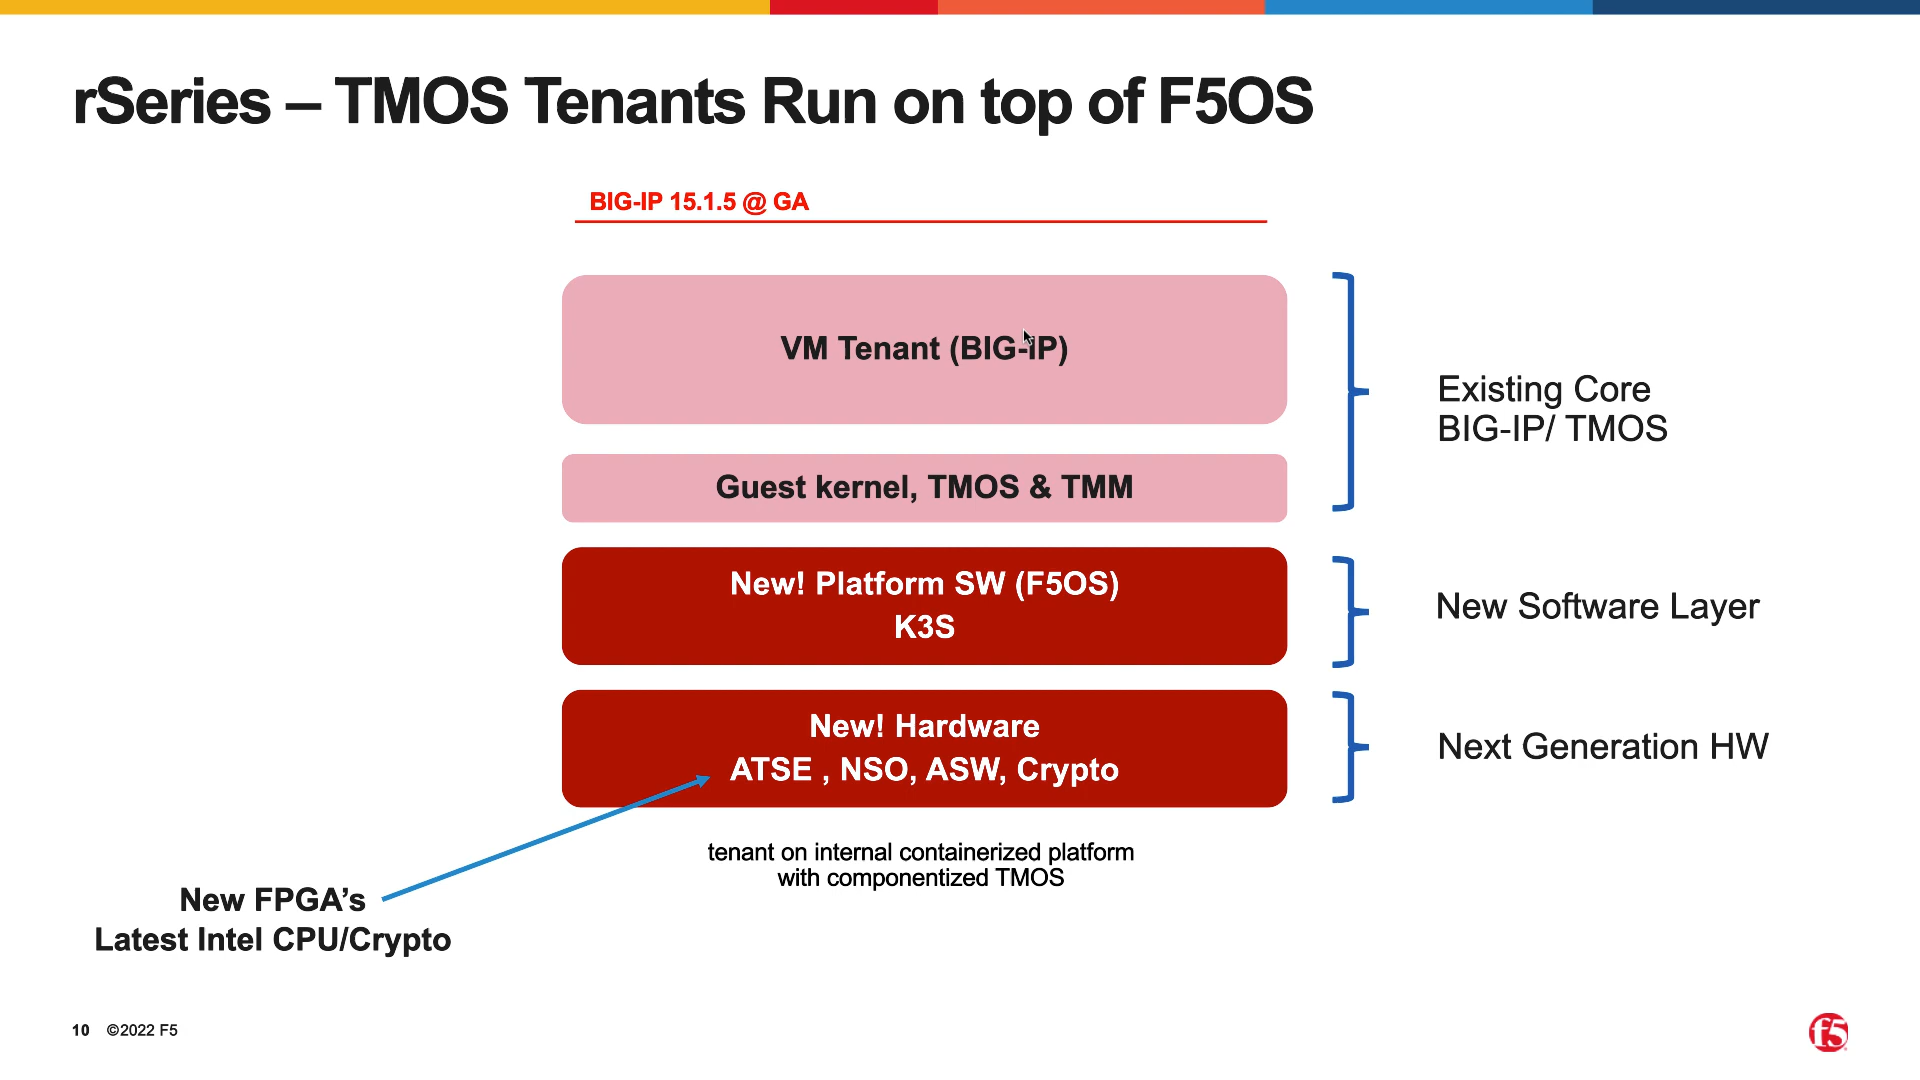 rSeries – TMOS Tenants Run on top of F5OS
BIG-IP 15.1.5 @ GA
VM Tenant (BIG-IP)
Guest kernel, TMOS & TMM
Existing Core
BIG-IP/ TMOS
New! Platform SW (F5OS)
K3S
New Software Layer
New! Hardware
ATSE , NSO, ASW, Crypto
Next Generation HW
tenant on internal containerized platform
with componentized TMOS
New FPGA’s
Latest Intel CPU/Crypto
10 ©2022 F5
f5